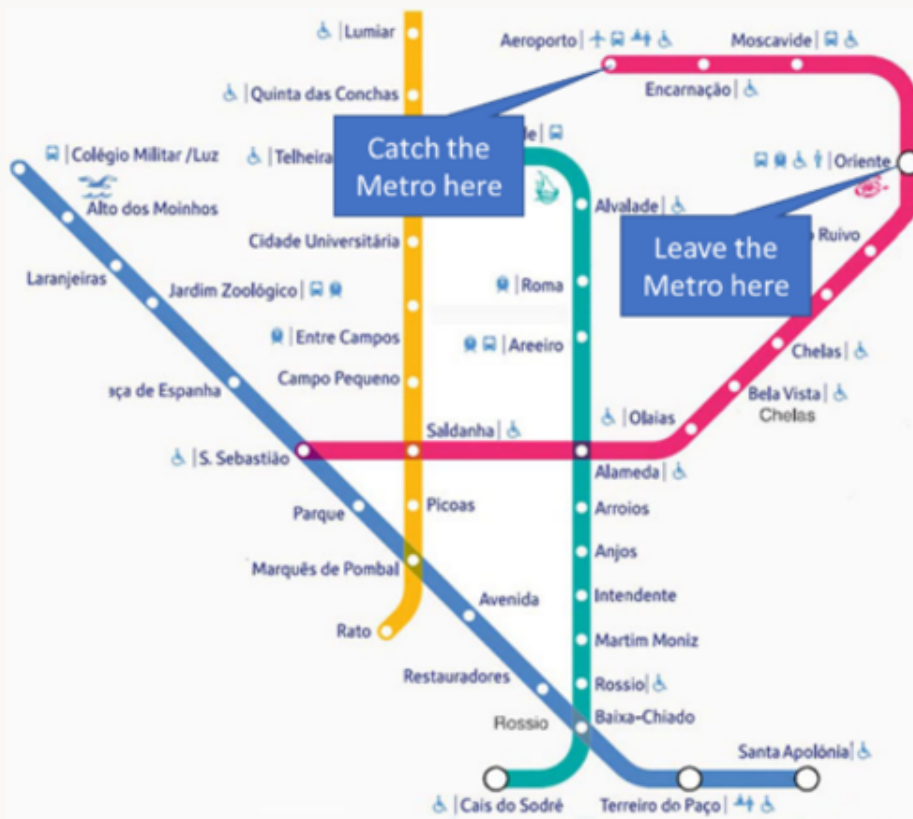 Lumiar
Aeroporto
Moscavide
Quinta das Conchas
Encarnação
Catch the
Metro here
Colégio Militar /Luz
Oriente
Alto dos Moinhos
Alvalade
Leave the
Metro here
Ruivo
Cidade Universitária
Laranjeiras
Jardim Zoológico
Roma
Entre Campos
Areeiro
Chelas
Campo Pequeno
de Espanha
Bela Vista
Chelas
Saldanha
Olaias
S. Sebastião
Alameda
Parque
Picoas
Arroios
Anjos
Marquês de Pombal
Avenida
Intendente
Rato
Martim Moniz
Restauradores
Rossio
Rossio
Baixa-Chiado
Santa Apolónia
Cais do Sodré
Terreiro do Paço